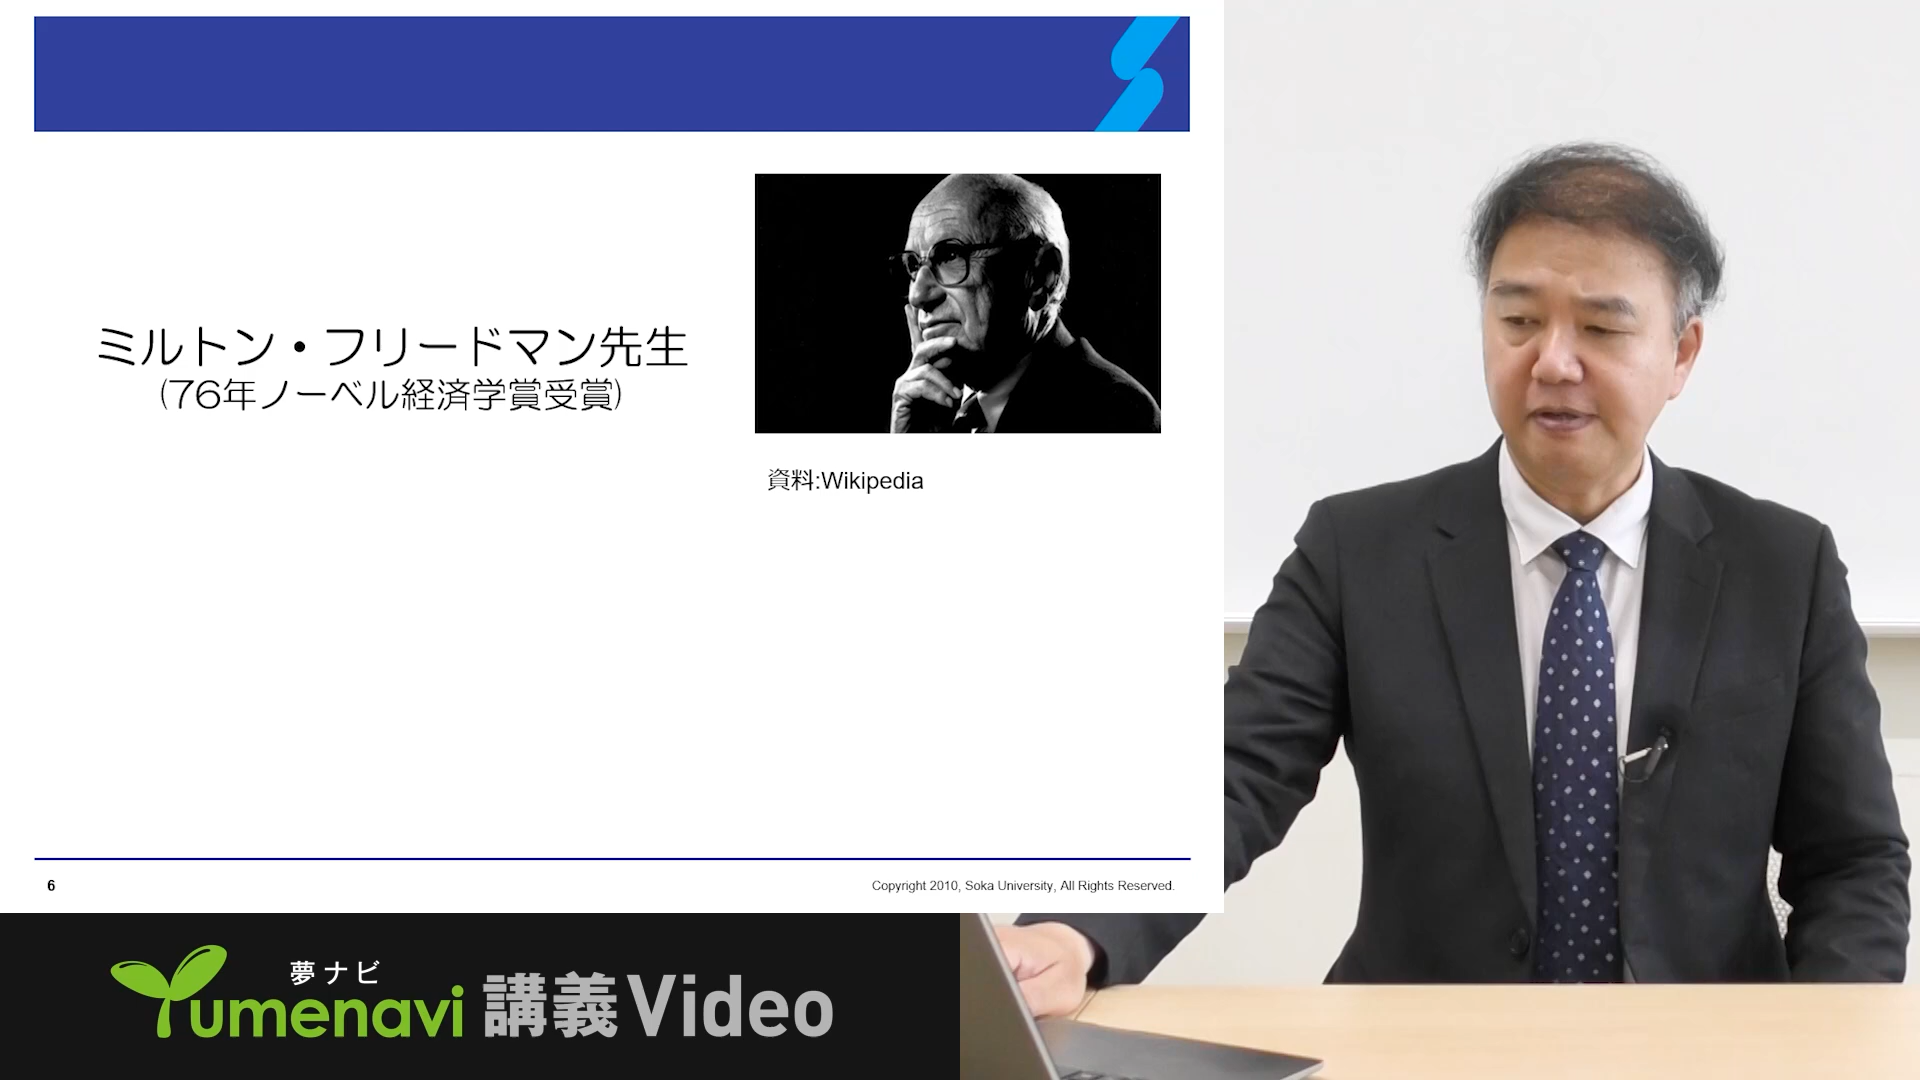 ミルトン・フリードマン先生
(76年ノーベル経済学賞受賞)
資料:Wikipedia
6
Copyright 2010, Soka University, All Rights Reserved.
夢ナビ
Yumenavi 講義Video